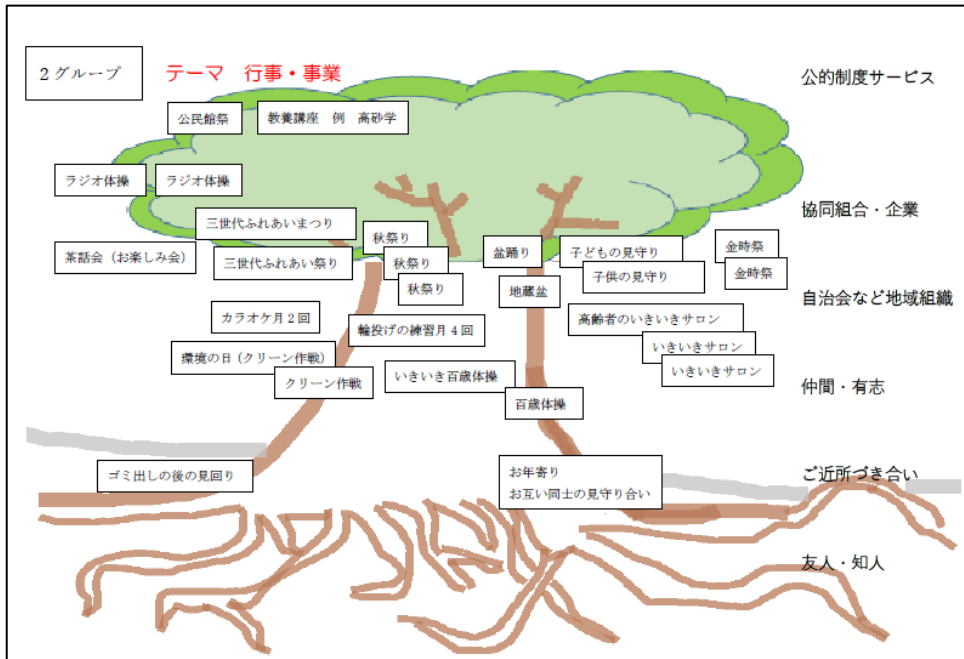 2グループ
テーマ 行事・事業
公的制度サービス
公民館祭
教養講座 例 高砂学
ラジオ体操
ラジオ体操
協同組合・企業
三世代ふれあいまつり
秋祭り
茶話会(お楽しみ会)
三世代ふれあい祭り
秋祭り
秋祭り
盆踊り
子どもの見守り
子供の見守り
金時祭
金時祭
地蔵盆
自治会など地域組織
カラオケ月2回
輪投げの練習月4回
高齢者のいきいきサロン
環境の日(クリーン作戦)
いきいきサロン
クリーン作戦
いきいき百歳体操
いきいきサロン
仲間・有志
百歳体操
ゴミ出しの後の見回り
お年寄り
お互い同士の見守り合い
ご近所づき合い
友人・知人